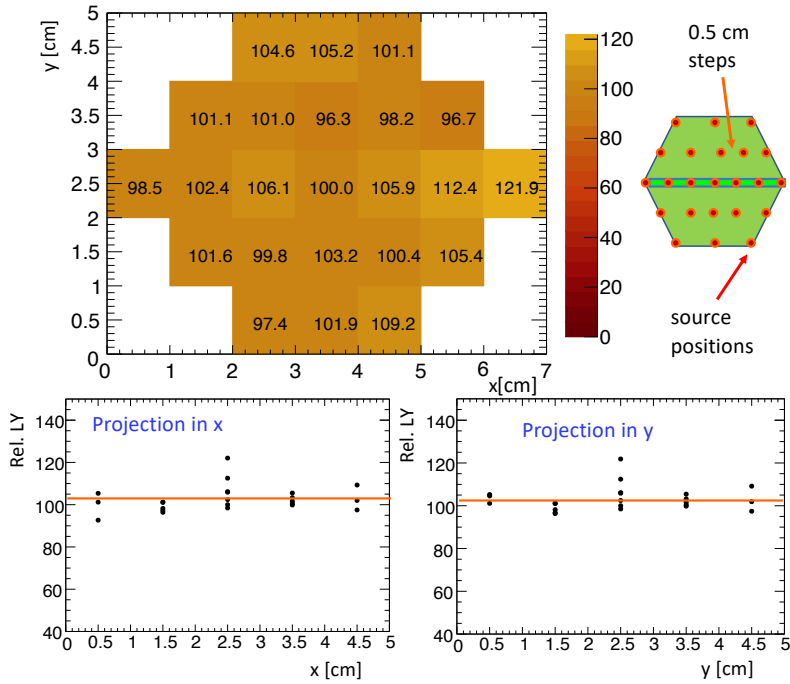 y [cm]
5
4.5
4
3.5
3
2.5
2
1.5
1
0.5
0
104.6 105.2 101.1
101.1 101.0 96.3 98.2 96.7
98.5 102.4 106.1 100.0 105.9 112.4 121.9
101.6 99.8 103.2 100.4 105.4
97.4 101.9 109.2
0 1 2 3 4 5 6 7
x[cm]
120
100
80
60
40
20
0
0.5 cm
steps
source
positions
Rel. LY
140
120
100
80
60
40
Projection in x
0 0.5 1 1.5 2 2.5 3 3.5 4 4.5 5
x [cm]
Rel. LY
140
120
100
80
60
40
Projection in y
0 0.5 1 1.5 2 2.5 3 3.5 4 4.5 5
y [cm]